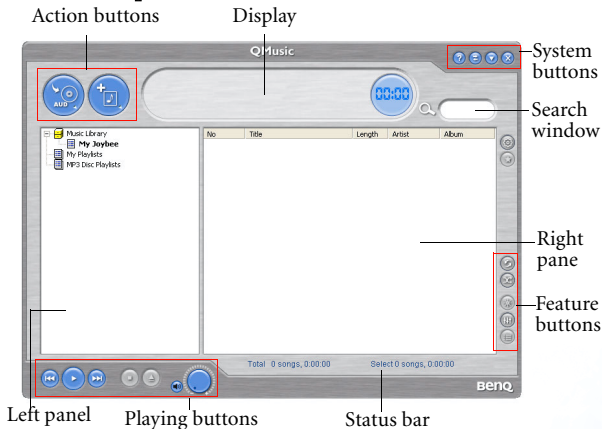 Action buttons
Display
QMusic
System
buttons
AUD
00:00
Search
window
Music Library
My Joybee
My Playlists
MP3 Disc Playlists
No Title Length Artist Album
Right
pane
Feature
buttons
Total 0 songs, 0:00:00 Select 0 songs, 0:00:00
BenQ
Left panel
Playing buttons
Status bar